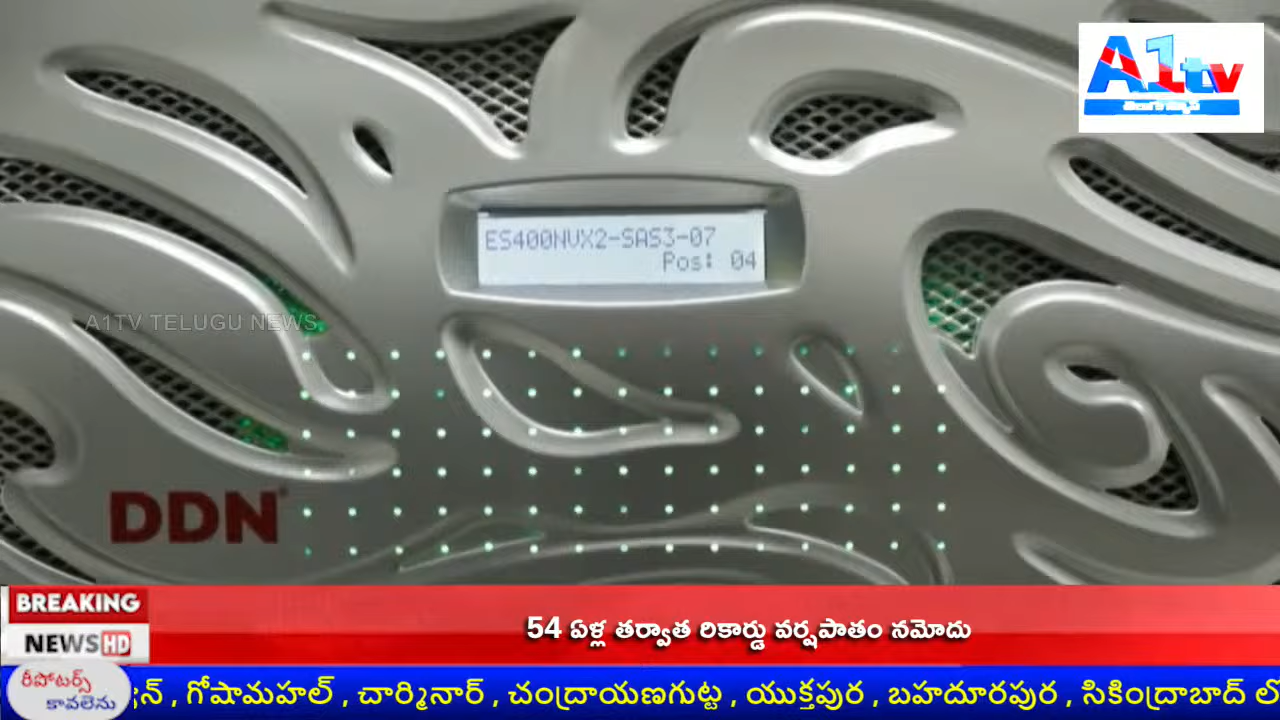 A1tv
తెలుగు న్యూస్
ES400NVX2-SAS3-07
Pos: 04
A1TV TELUGU NEWS
DDN
BREAKING
NEWS HD
54 ఏళ్ల తర్వాత రికార్డు వర్షపాతం నమోదు
రిపోర్టర్స్
కావలెను
, గోషామహల్ , చార్మినార్ , చంద్రాయణగుట్ట , యుక్తపుర , బహదూరపుర , సికింద్రాబాద్ లో